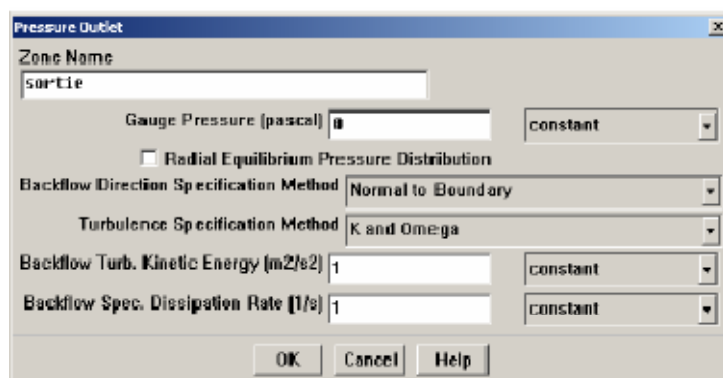 Pressure Outlet
Zone Name
sortie
Gauge Pressure (pascal) 0 constant
Radial Equilibrium Pressure Distribution
Backflow Direction Specification Method Normal to Boundary
Turbulence Specification Method K and Omega
Backflow Turb. Kinetic Energy (m2/s2) 1 constant
Backflow Spec. Dissipation Rate (1/s) 1 constant
OK Cancel Help